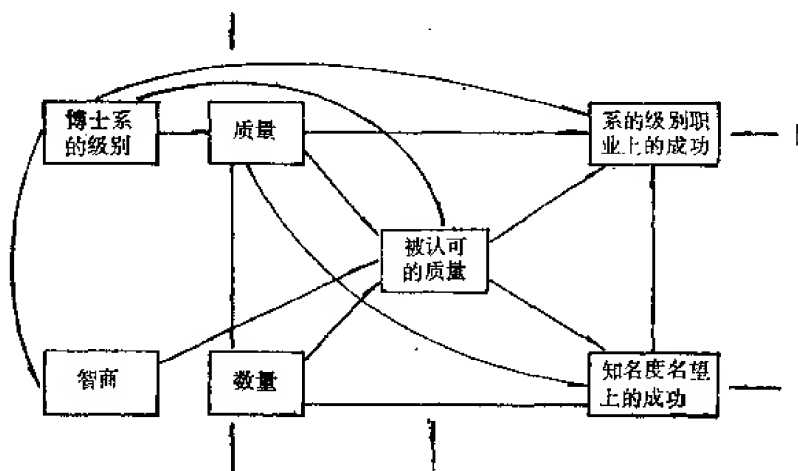 博士系
的级别
质量
系的级别职
业上的成功
被认可
的质量
智商
数量
知名度名望
上的成功